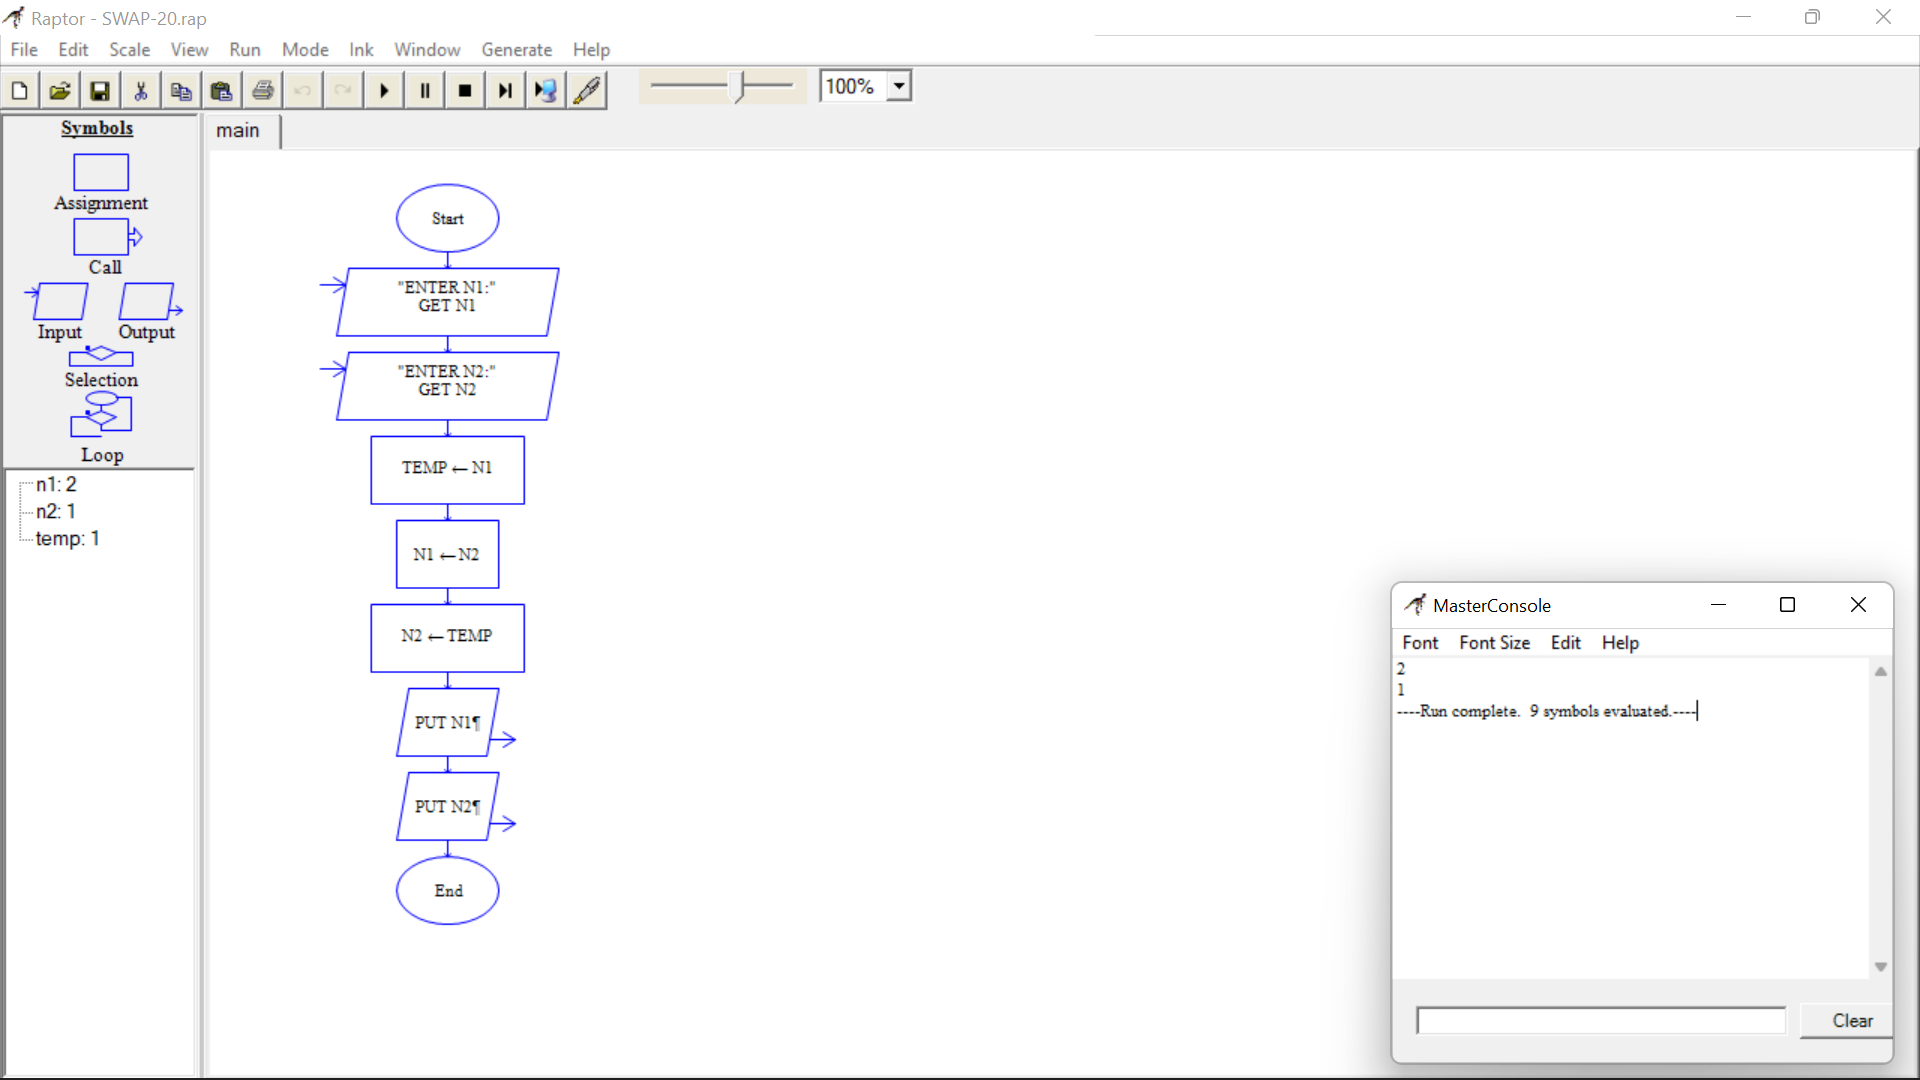 Raptor - SWAP-20.rap
File Edit Scale View Run Mode Ink Window Generate Help
100%
Symbols
Assignment
Call
Input Output
Selection
Loop
n1: 2
n2: 1
temp: 1
main
Start
"ENTER N1:"
GET N1
"ENTER N2:"
GET N2
TEMP ← N1
N1 ← N2
N2 ← TEMP
PUT N1¶
PUT N2¶
End
MasterConsole
Font Font Size Edit Help
2
1
----Run complete.  9 symbols evaluated.----
Clear